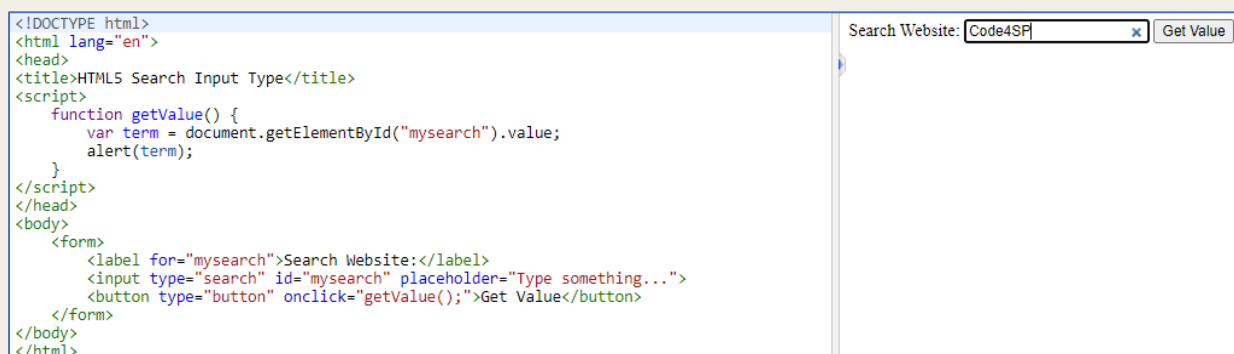 <!DOCTYPE html>
<html lang="en">
<head>
<title>HTML5 Search Input Type</title>
<script>
    function getValue() {
        var term = document.getElementById("mysearch").value;
        alert(term);
    }
</script>
</head>
<body>
    <form>
        <label for="mysearch">Search Website:</label>
        <input type="search" id="mysearch" placeholder="Type something...">
        <button type="button" onclick="getValue();">Get Value</button>
    </form>
</body>
</html>
Search Website: Code4SP Get Value